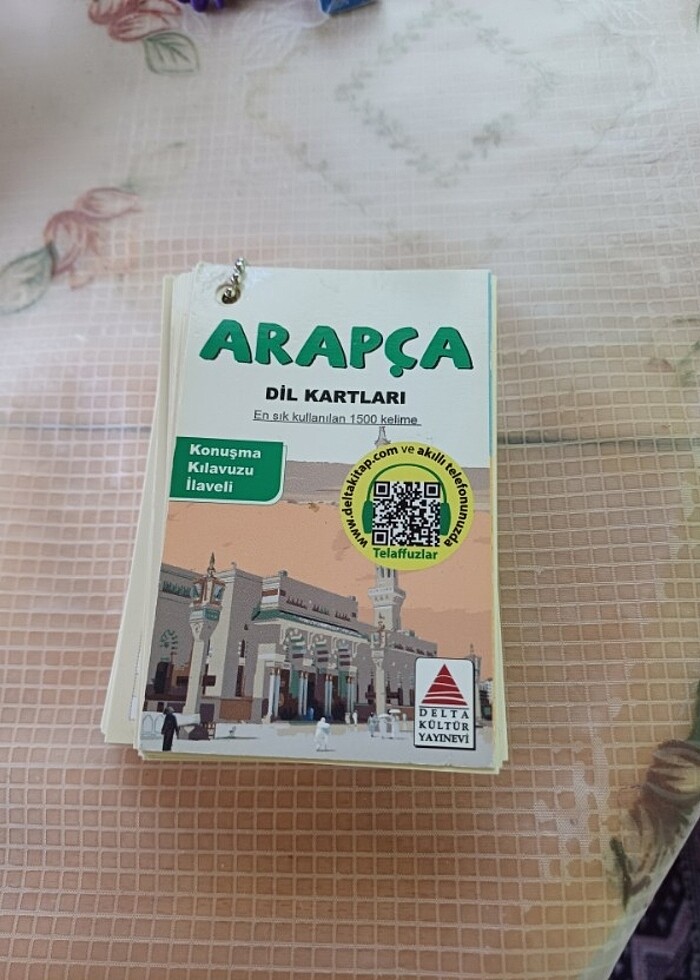 ARAPÇA
DİL KARTLARI
En sık kullanılan 1500 kelime
Konuşma
Kılavuzu
İlaveli
www.deltakitap.com ve akıllı telefonunuzda
Telaffuzlar
DELTA
KÜLTÜR
YAYINEVİ